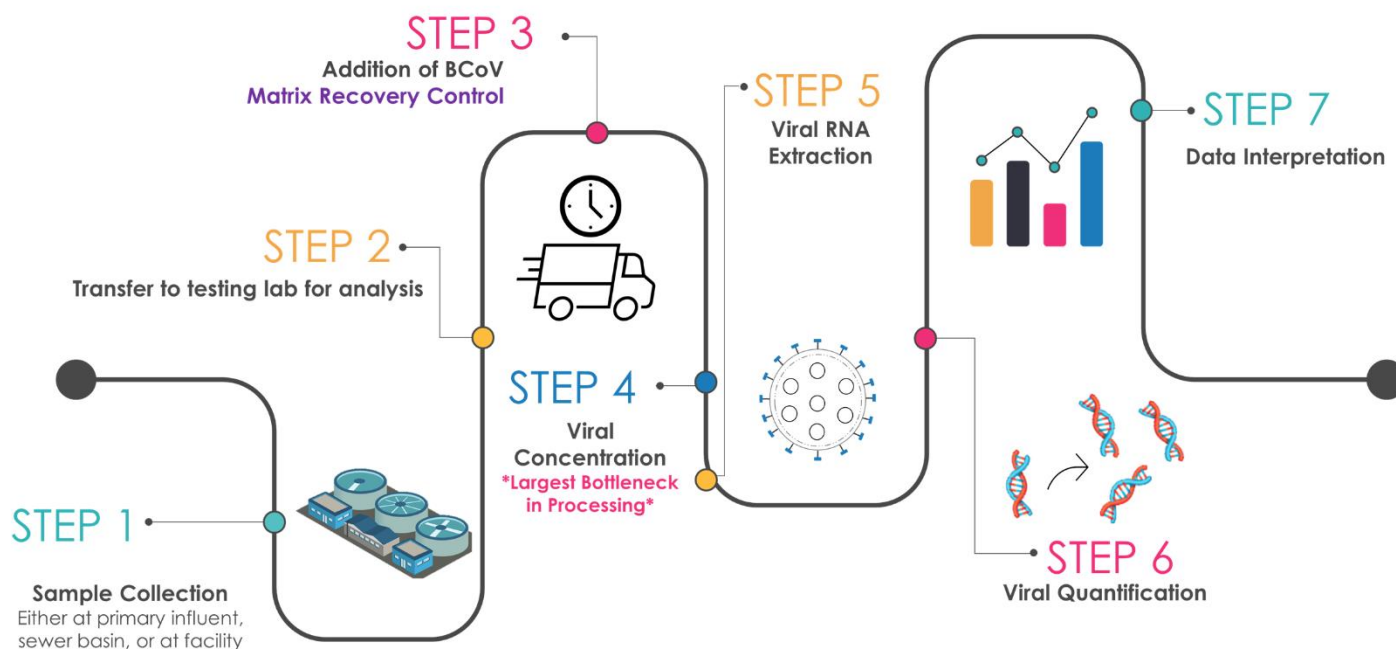 STEP 1
Sample Collection
Either at primary influent,
sewer basin, or at facility
STEP 2
Transfer to testing lab for analysis
STEP 3
Addition of BCoV
Matrix Recovery Control
STEP 4
Viral
Concentration
*Largest Bottleneck
in Processing*
STEP 5
Viral RNA
Extraction
STEP 6
Viral Quantification
STEP 7
Data Interpretation